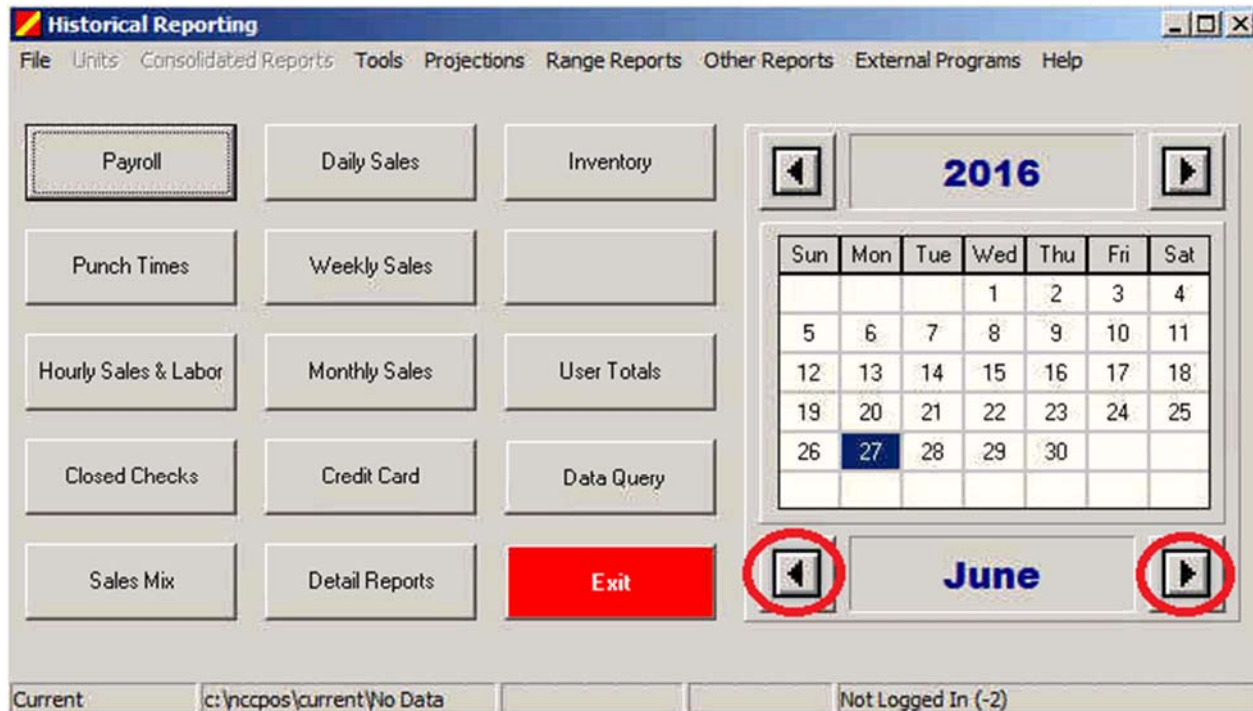 Historical Reporting
File Units Consolidated Reports Tools Projections Range Reports Other Reports External Programs Help
Payroll Daily Sales Inventory
Punch Times Weekly Sales
Hourly Sales & Labor Monthly Sales User Totals
Closed Checks Credit Card Data Query
Sales Mix Detail Reports Exit
2016
Sun Mon Tue Wed Thu Fri Sat
1 2 3 4
5 6 7 8 9 10 11
12 13 14 15 16 17 18
19 20 21 22 23 24 25
26 27 28 29 30
June
Current c:\nccpos\current\No Data Not Logged In (-2)